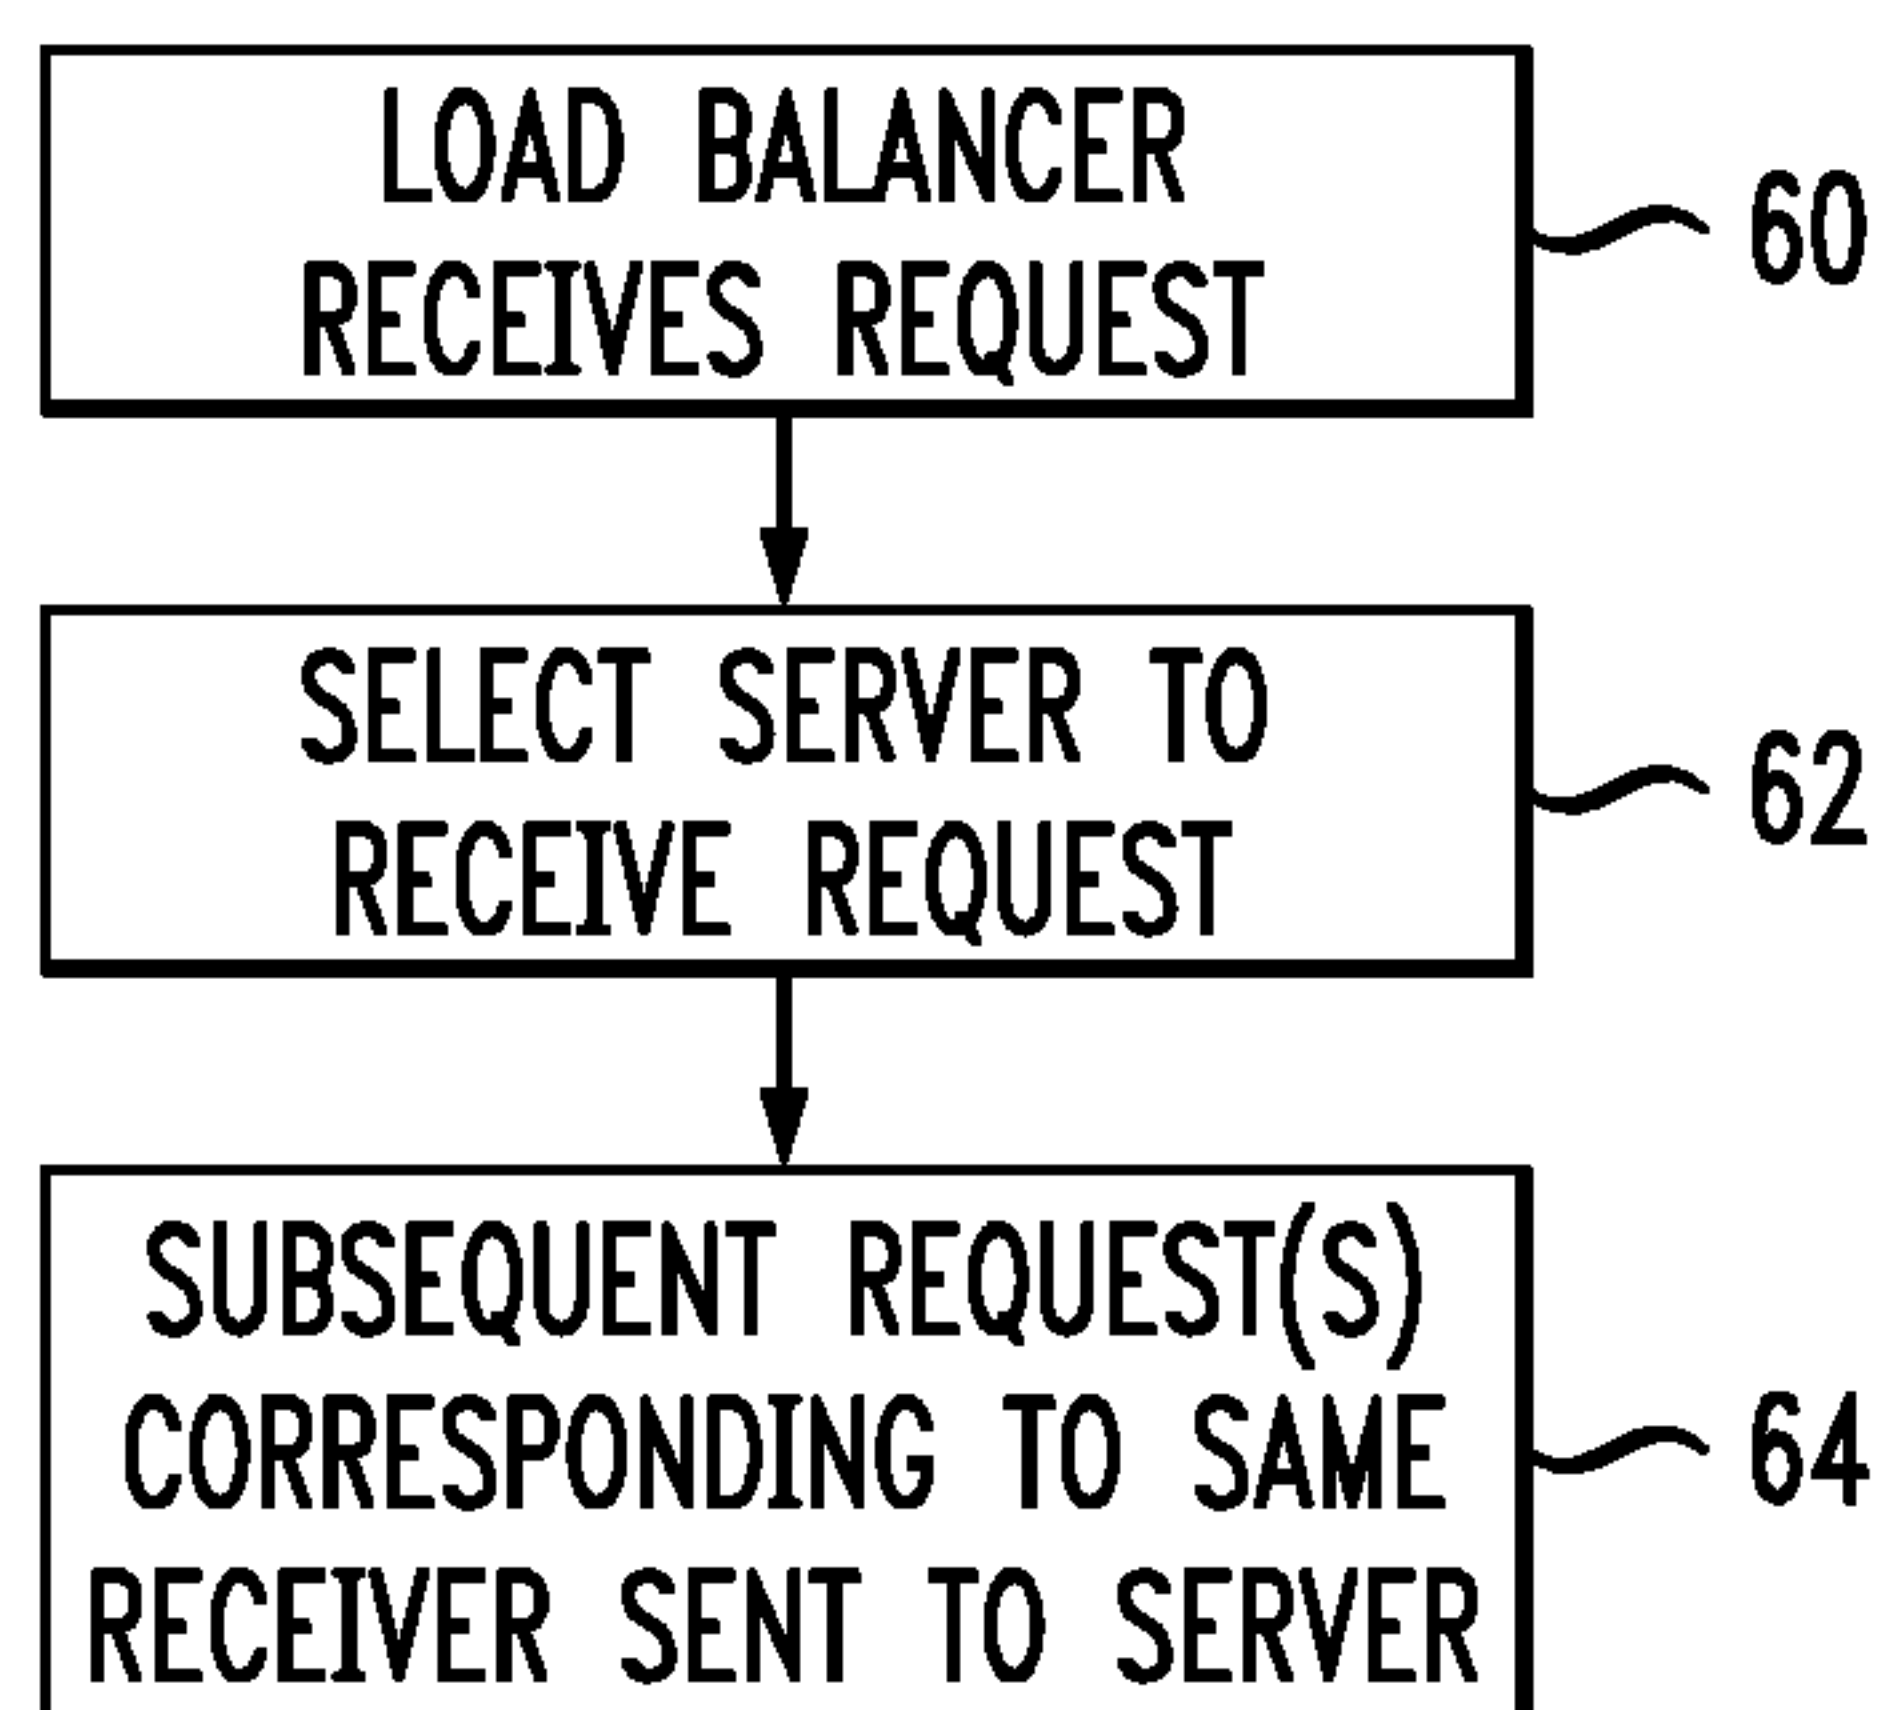 LOAD BALANCER
RECEIVES REQUEST
60
SELECT SERVER TO
RECEIVE REQUEST
62
SUBSEQUENT REQUEST(S)
CORRESPONDING TO SAME
RECEIVER SENT TO SERVER
64